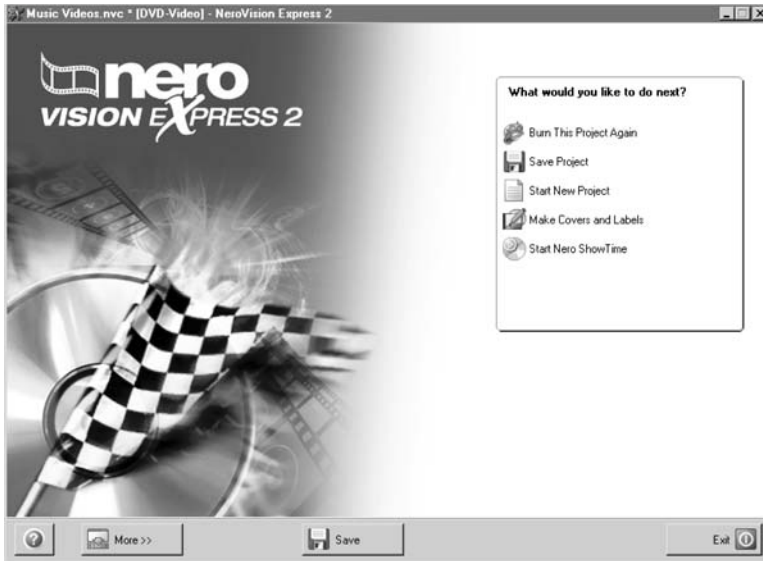 Music Videos.nvc * [DVD-Video] - NeroVision Express 2
nero
VISION EXPRESS 2
What would you like to do next?
Burn This Project Again
Save Project
Start New Project
Make Covers and Labels
Start Nero ShowTime
?
More >>
Save
Exit